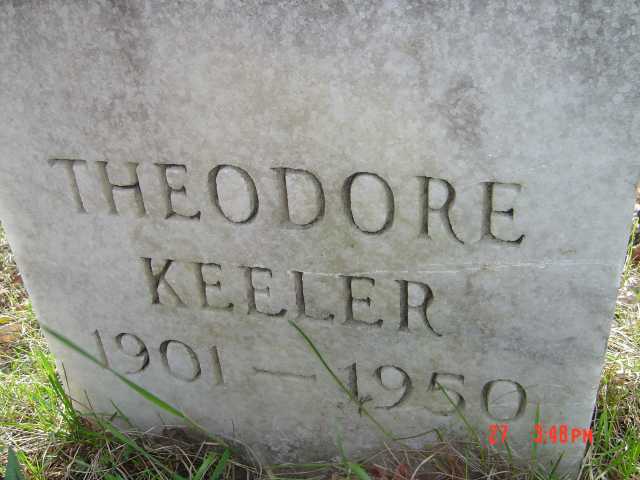 THEODORE
KEELER
1901 — 1950
27 3:48PM